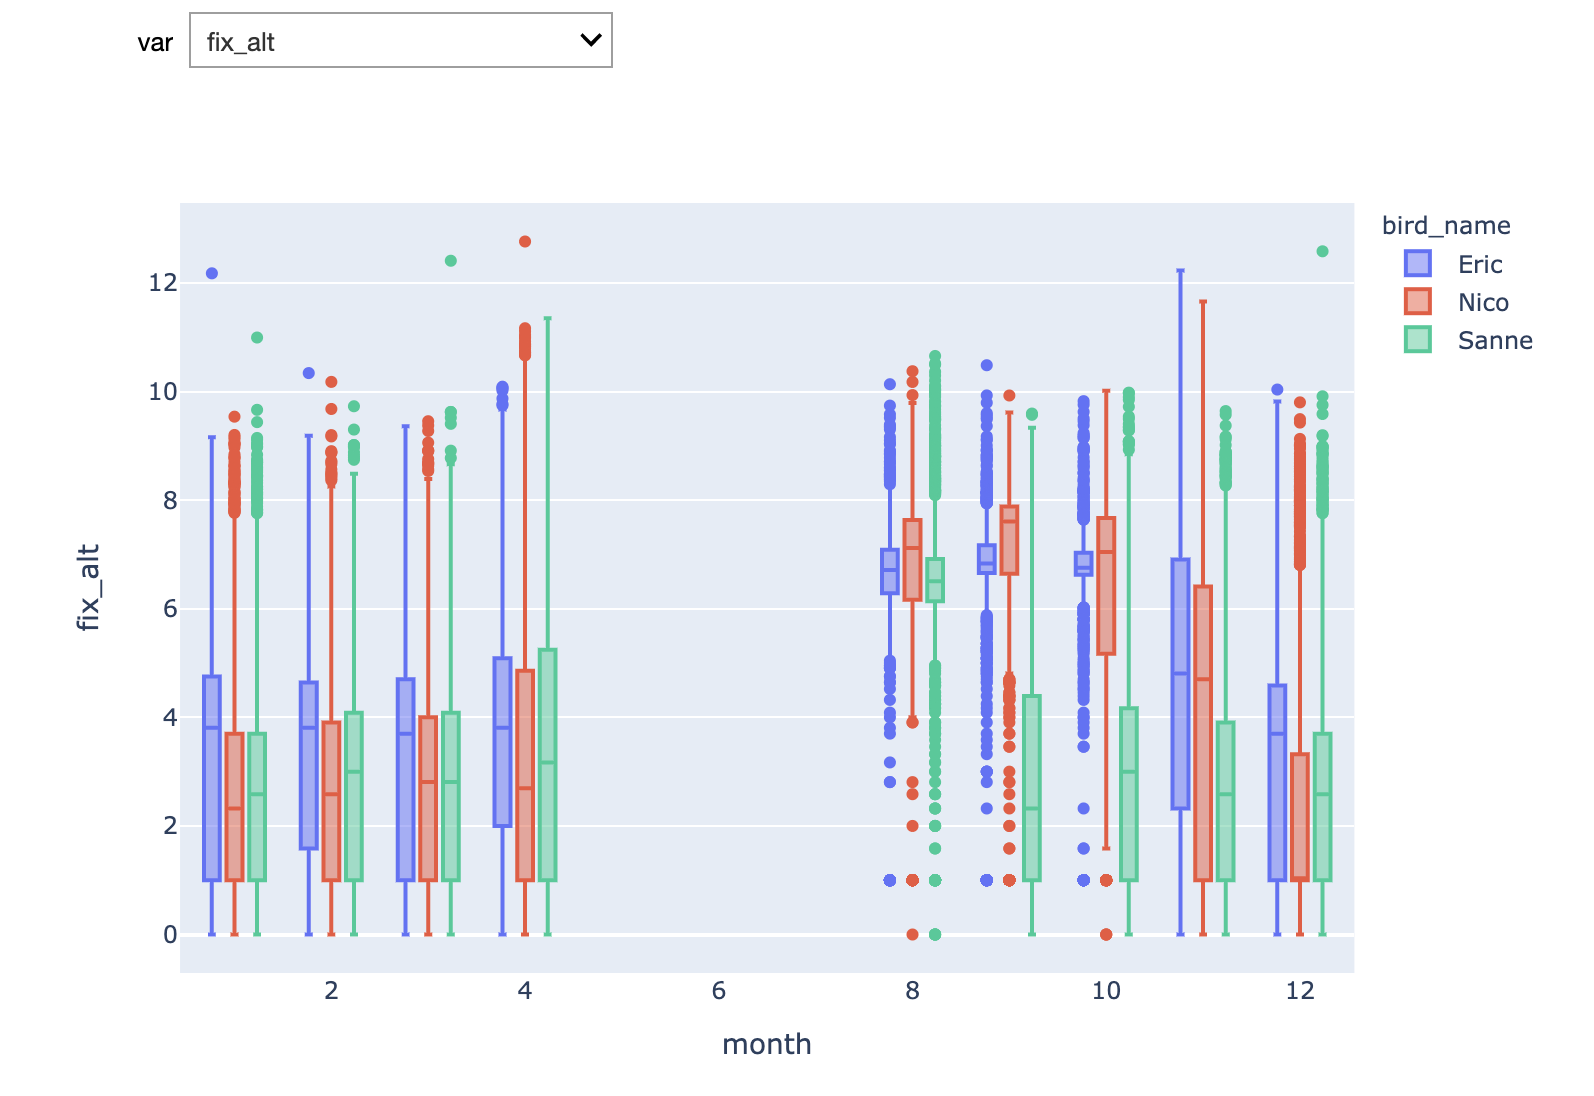 var fix_alt
bird_name
Eric
Nico
Sanne
12
10
8
6
4
2
0
fix_alt
2 4 6 8 10 12
month